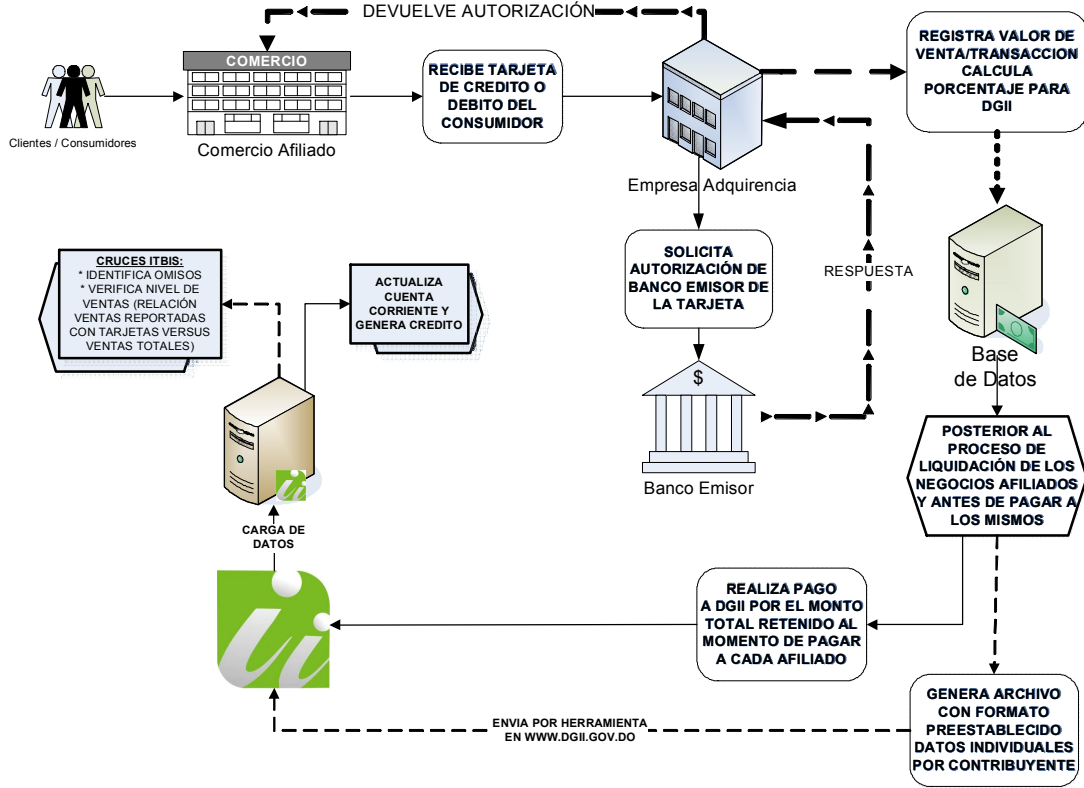 DEVUELVE AUTORIZACIÓN
COMERCIO
Clientes / Consumidores
Comercio Afiliado
RECIBE TARJETA
DE CREDITO O
DEBITO DEL
CONSUMIDOR
Empresa Adquirencia
REGISTRA VALOR DE
VENTA/TRANSACCION
CALCULA
PORCENTAJE PARA
DGII
SOLICITA
AUTORIZACIÓN DE
BANCO EMISOR DE
LA TARJETA
RESPUESTA
$
Banco Emisor
Base
de Datos
CRUCES ITBIS:
* IDENTIFICA OMISOS
* VERIFICA NIVEL DE
VENTAS (RELACIÓN
VENTAS REPORTADAS
CON TARJETAS VERSUS
VENTAS TOTALES)
ACTUALIZA
CUENTA
CORRIENTE Y
GENERA CREDITO
POSTERIOR AL
PROCESO DE
LIQUIDACIÓN DE LOS
NEGOCIOS AFILIADOS
Y ANTES DE PAGAR A
LOS MISMOS
CARGA DE
DATOS
REALIZA PAGO
A DGII POR EL MONTO
TOTAL RETENIDO AL
MOMENTO DE PAGAR
A CADA AFILIADO
GENERA ARCHIVO
CON FORMATO
PREESTABLECIDO
DATOS INDIVIDUALES
POR CONTRIBUYENTE
ENVIA POR HERRAMIENTA
EN WWW.DGII.GOV.DO